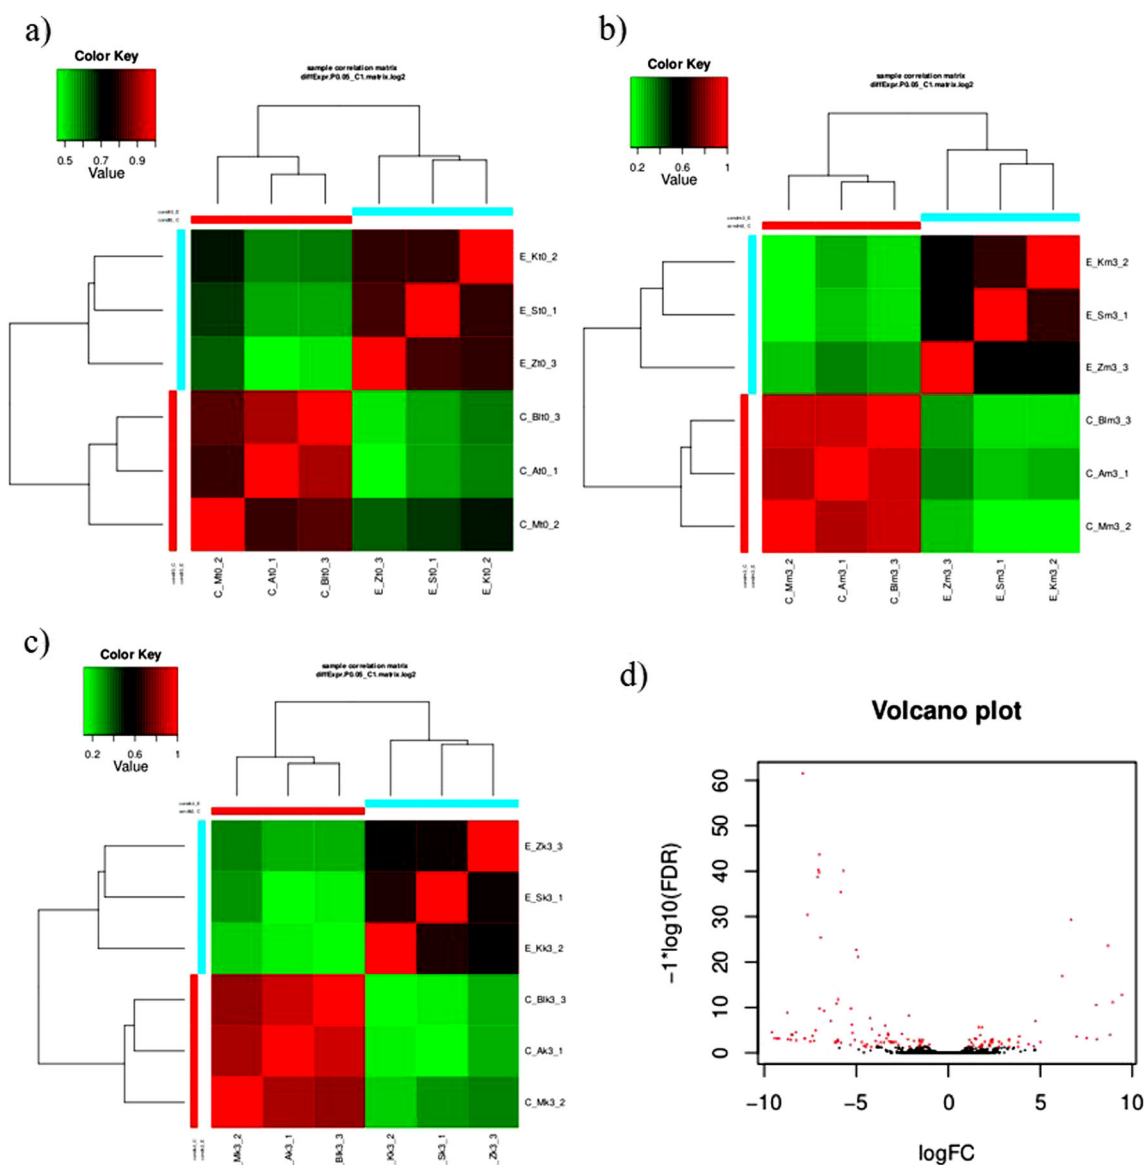 a)
Color Key
0.5 0.7 0.9
Value
sample correlation matrix
diffExpr.P0.05_C1.matrix.log2
E_Kt0_2
E_St0_1
E_Zt0_3
C_Blt0_3
C_At0_1
C_Mt0_2
C_Mt0_2 C_At0_1 C_Blt0_3 E_Zt0_3 E_St0_1 E_Kt0_2
b)
Color Key
0.2 0.6 1
Value
sample correlation matrix
diffExpr.P0.05_C1.matrix.log2
E_Km3_2
E_Sm3_1
E_Zm3_3
C_Blm3_3
C_Am3_1
C_Mm3_2
C_Mm3_2 C_Am3_1 C_Blm3_3 E_Zm3_3 E_Sm3_1 E_Km3_2
c)
Color Key
0.2 0.6 1
Value
sample correlation matrix
diffExpr.P0.05_C1.matrix.log2
E_Zk3_3
E_Sk3_1
E_Kk3_2
C_Blk3_3
C_Ak3_1
C_Mk3_2
_Mk3_2 _Ak3_1 Blk3_3 _Kk3_2 _Sk3_1 _Zk3_3
d)
Volcano plot
-1*log10(FDR)
60
50
40
30
20
10
0
−10 −5 0 5 10
logFC